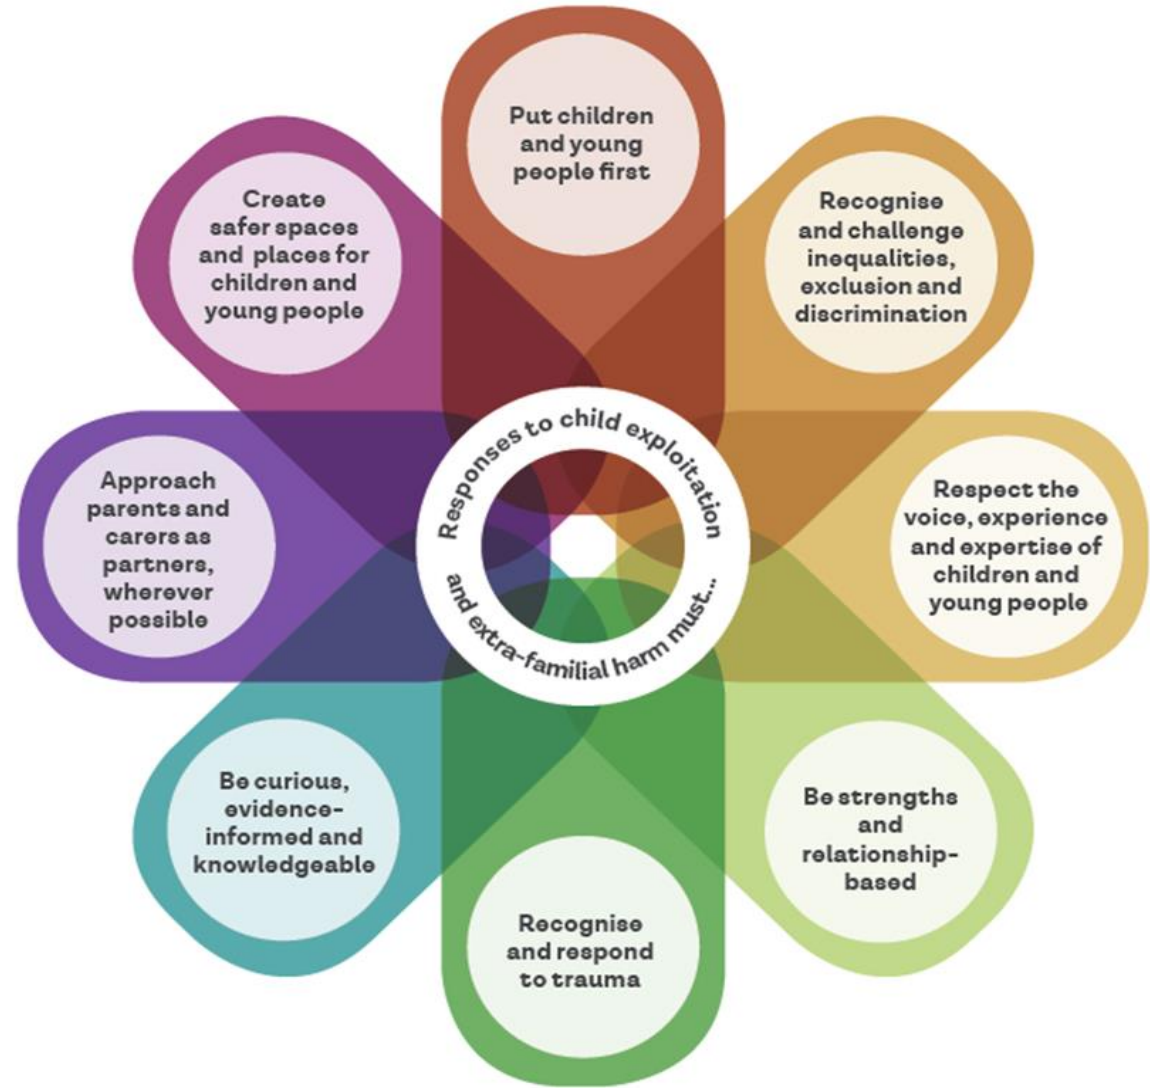 Put children
and young
people first
Recognise
and challenge
inequalities,
exclusion and
discrimination
Respect the
voice, experience
and expertise of
children and
young people
Be strengths
and
relationship-
based
Recognise
and respond
to trauma
Be curious,
evidence-
informed and
knowledgeable
Approach
parents and
carers as
partners,
wherever
possible
Create
safer spaces
and places for
children and
young people
Responses to child exploitation
and extra-familial harm must...